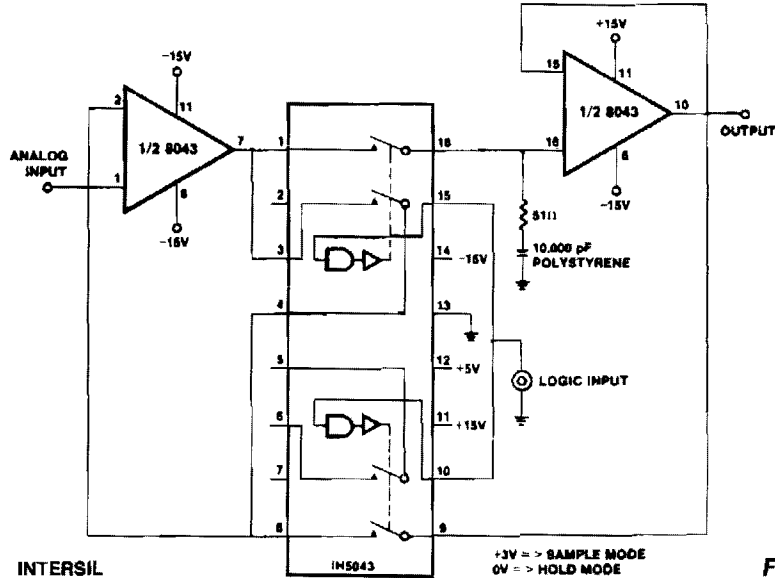 -15V
11
2
1/2 8043
7
ANALOG
INPUT
1
6
-15V
+15V
15
11
10
1/2 8043
16
6
-15V
OUTPUT
1
16
2
15
3
14
-15V
4
13
5
12
+5V
6
11
+15V
7
10
8
9
51Ω
10,000 pF
POLYSTYRENE
LOGIC INPUT
IH5043
+3V = > SAMPLE MODE
0V = > HOLD MODE
INTERSIL
F